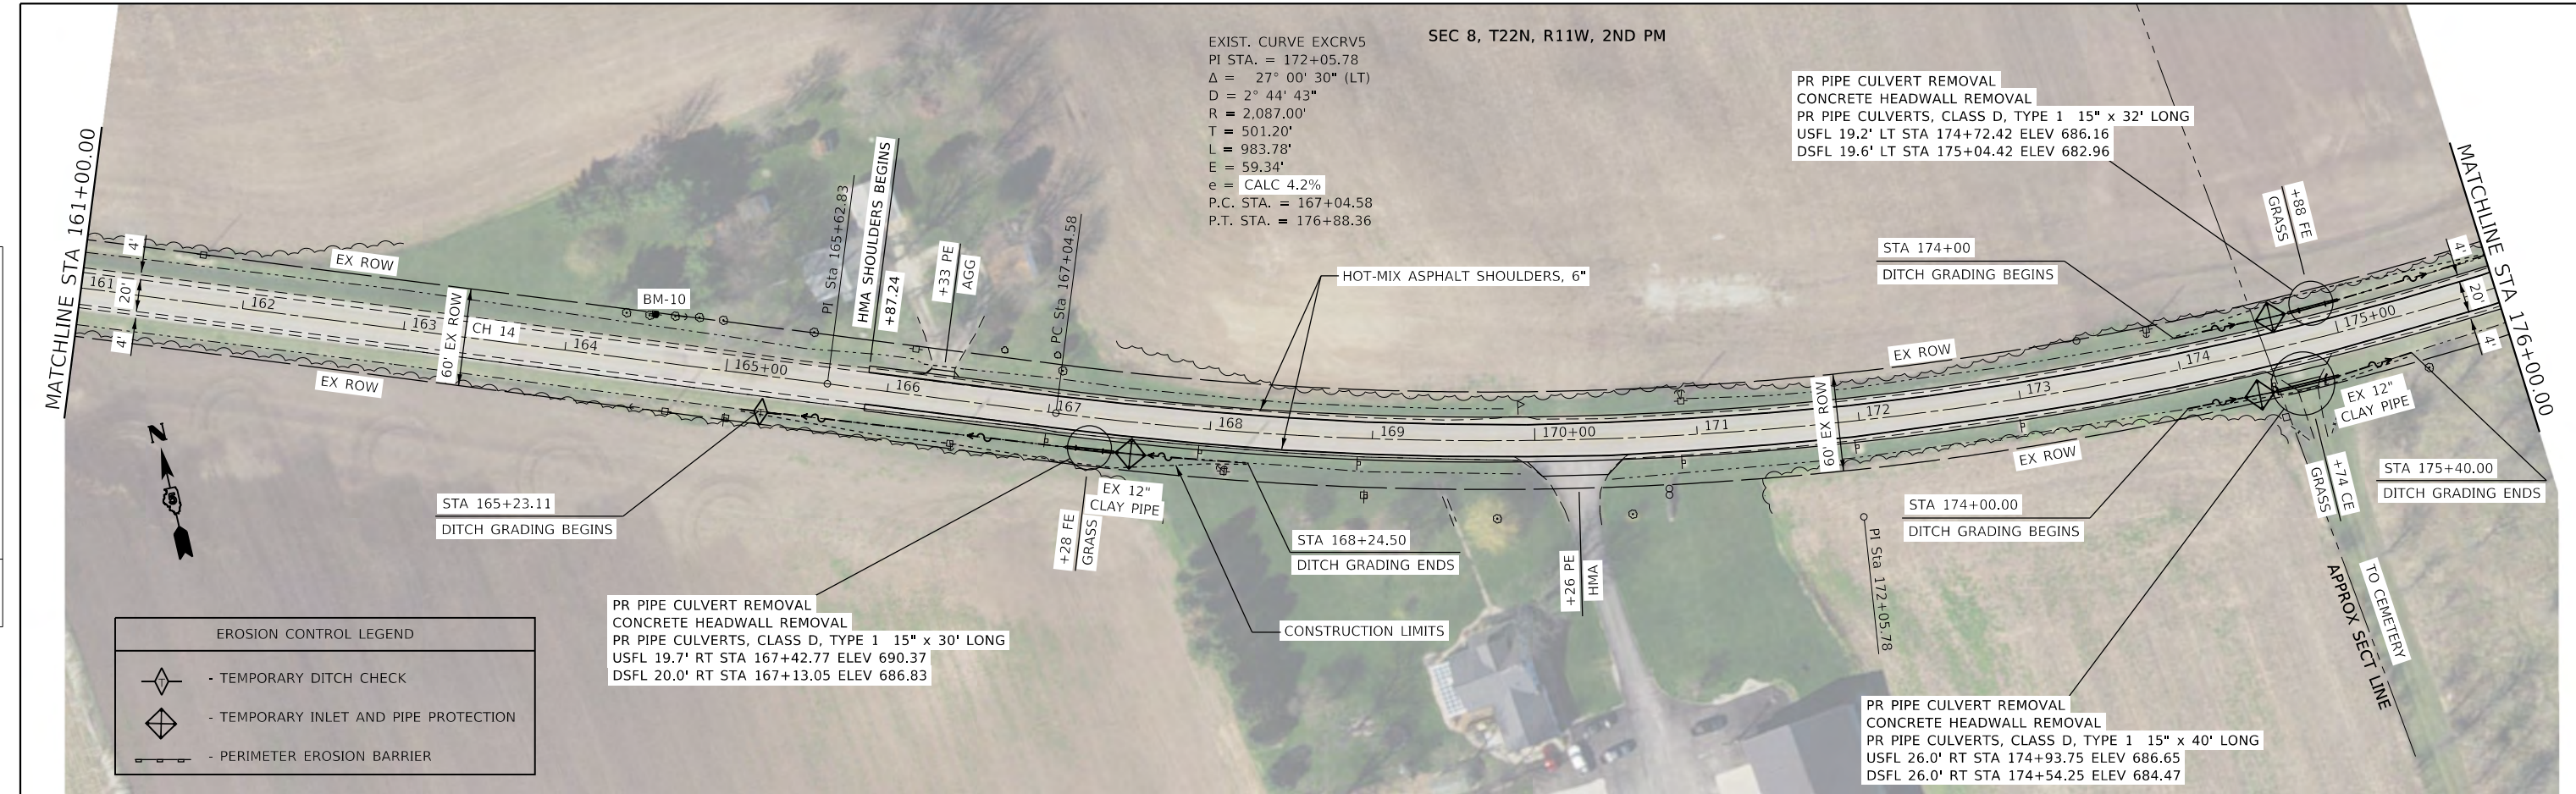 SEC 8, T22N, R11W, 2ND PM
EXIST. CURVE EXCRV5
PI STA. = 172+05.78
Δ = 27° 00' 30" (LT)
D = 2° 44' 43"
R = 2,087.00'
T = 501.20'
L = 983.78'
E = 59.34'
e = CALC 4.2%
P.C. STA. = 167+04.58
P.T. STA. = 176+88.36
PR PIPE CULVERT REMOVAL
CONCRETE HEADWALL REMOVAL
PR PIPE CULVERTS, CLASS D, TYPE 1 15" x 32' LONG
USFL 19.2' LT STA 174+72.42 ELEV 686.16
DSFL 19.6' LT STA 175+04.42 ELEV 682.96
MATCHLINE STA 161+00.00
MATCHLINE STA 176+00.00
4'
20'
4'
EX ROW
EX ROW
60' EX ROW
CH 14
BM-10
PI Sta 165+62.83
HMA SHOULDERS BEGINS
+87.24
+33 PE
AGG
PC Sta 167+04.58
HOT-MIX ASPHALT SHOULDERS, 6"
STA 174+00
DITCH GRADING BEGINS
+88 FE
GRASS
4'
20'
4'
EX ROW
60' EX ROW
EX ROW
161
162
163
164
165+00
166
167
168
169
170+00
171
172
173
174
175+00
EX 12"
CLAY PIPE
STA 175+40.00
DITCH GRADING ENDS
+74 CE
GRASS
STA 174+00.00
DITCH GRADING BEGINS
PI Sta 172+05.78
TO CEMETERY
APPROX SECT LINE
N
5
STA 165+23.11
DITCH GRADING BEGINS
EX 12"
CLAY PIPE
+28 FE
GRASS
STA 168+24.50
DITCH GRADING ENDS
+26 PE
HMA
CONSTRUCTION LIMITS
PR PIPE CULVERT REMOVAL
CONCRETE HEADWALL REMOVAL
PR PIPE CULVERTS, CLASS D, TYPE 1 15" x 30' LONG
USFL 19.7' RT STA 167+42.77 ELEV 690.37
DSFL 20.0' RT STA 167+13.05 ELEV 686.83
EROSION CONTROL LEGEND
T
- TEMPORARY DITCH CHECK
- TEMPORARY INLET AND PIPE PROTECTION
- PERIMETER EROSION BARRIER
PR PIPE CULVERT REMOVAL
CONCRETE HEADWALL REMOVAL
PR PIPE CULVERTS, CLASS D, TYPE 1 15" x 40' LONG
USFL 26.0' RT STA 174+93.75 ELEV 686.65
DSFL 26.0' RT STA 174+54.25 ELEV 684.47